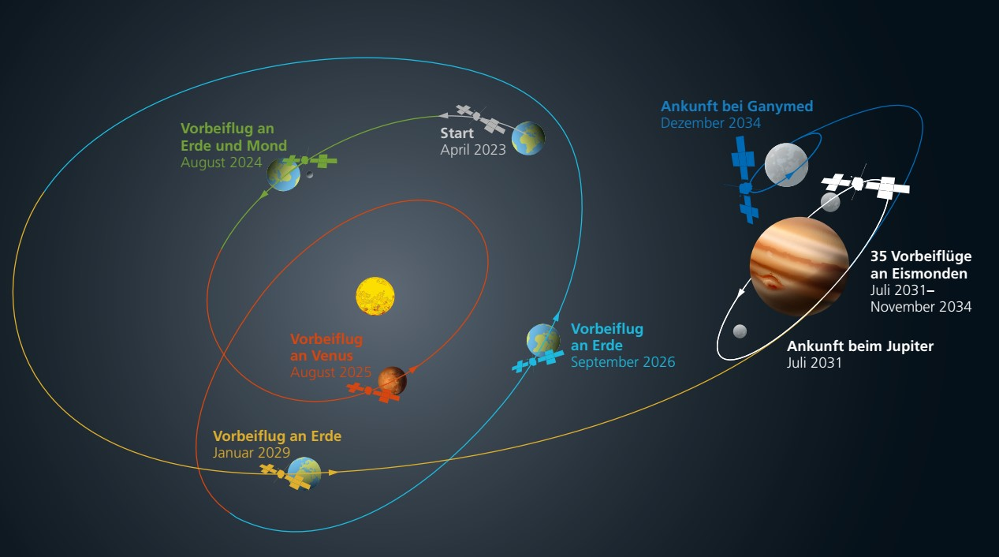 Vorbeiflug an
Erde und Mond
August 2024
Start
April 2023
Ankunft bei Ganymed
Dezember 2034
35 Vorbeiflüge
an Eismonden
Juli 2031–
November 2034
Vorbeiflug
an Venus
August 2025
Vorbeiflug
an Erde
September 2026
Ankunft beim Jupiter
Juli 2031
Vorbeiflug an Erde
Januar 2029